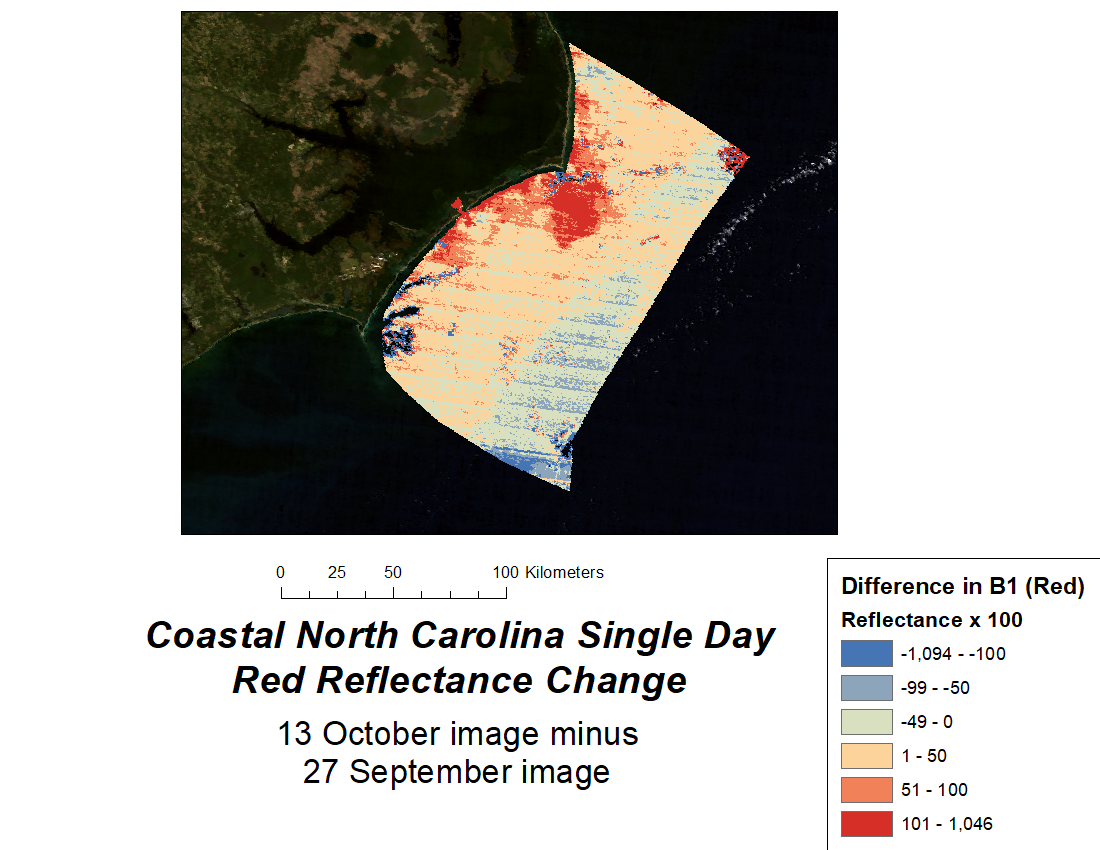 0 25 50 100 Kilometers
Coastal North Carolina Single Day
Red Reflectance Change
13 October image minus
27 September image
Difference in B1 (Red)
Reflectance x 100
-1,094 - -100
-99 - -50
-49 - 0
1 - 50
51 - 100
101 - 1,046